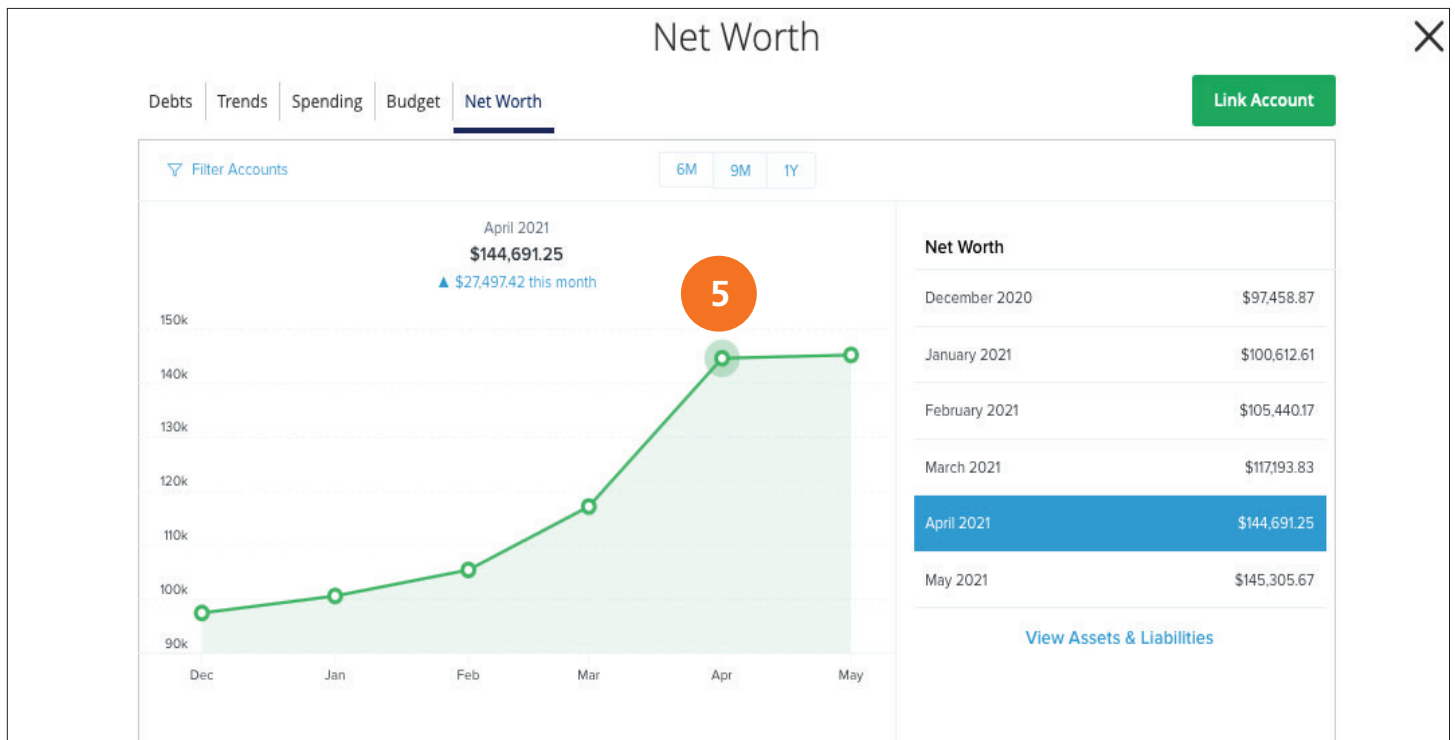 Net Worth
Debts Trends Spending Budget Net Worth
Link Account
Filter Accounts
6M 9M 1Y
April 2021
$144,691.25
▲ $27,497.42 this month
5
150k
140k
130k
120k
110k
100k
90k
Dec Jan Feb Mar Apr May
Net Worth
December 2020 $97,458.87
January 2021 $100,612.61
February 2021 $105,440.17
March 2021 $117,193.83
April 2021 $144,691.25
May 2021 $145,305.67
View Assets & Liabilities